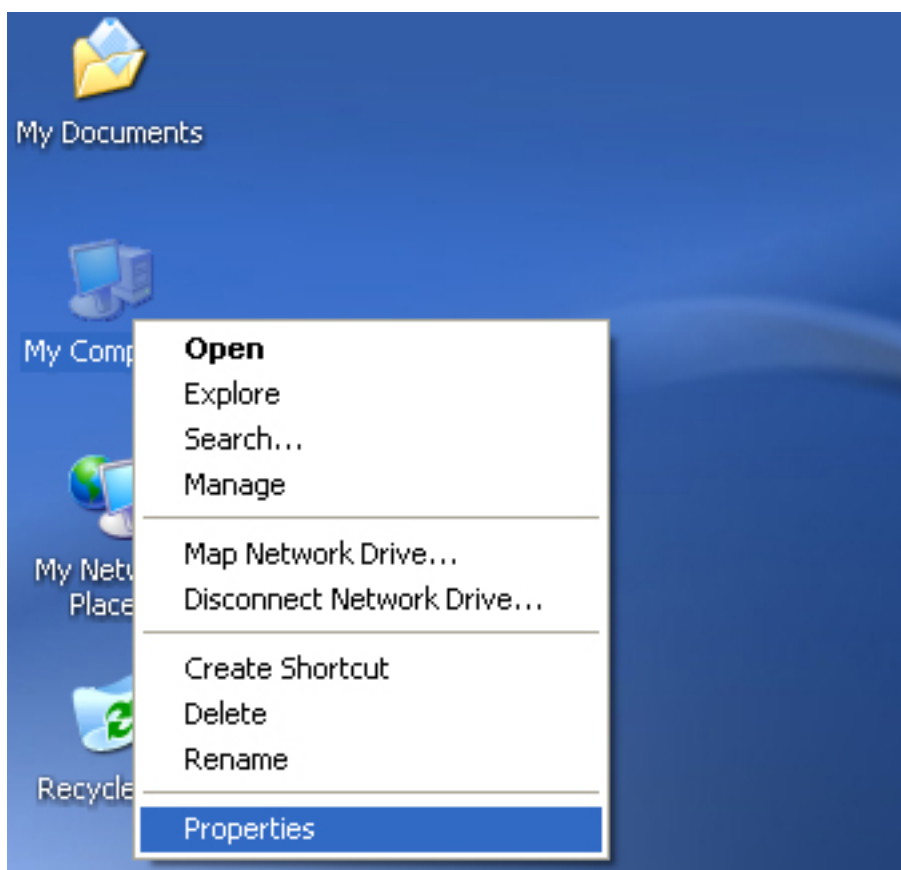 My Documents
My Comp
Open
Explore
Search...
Manage
Map Network Drive...
My Netw
Disconnect Network Drive...
Place
Create Shortcut
Delete
Rename
Recycle
Properties